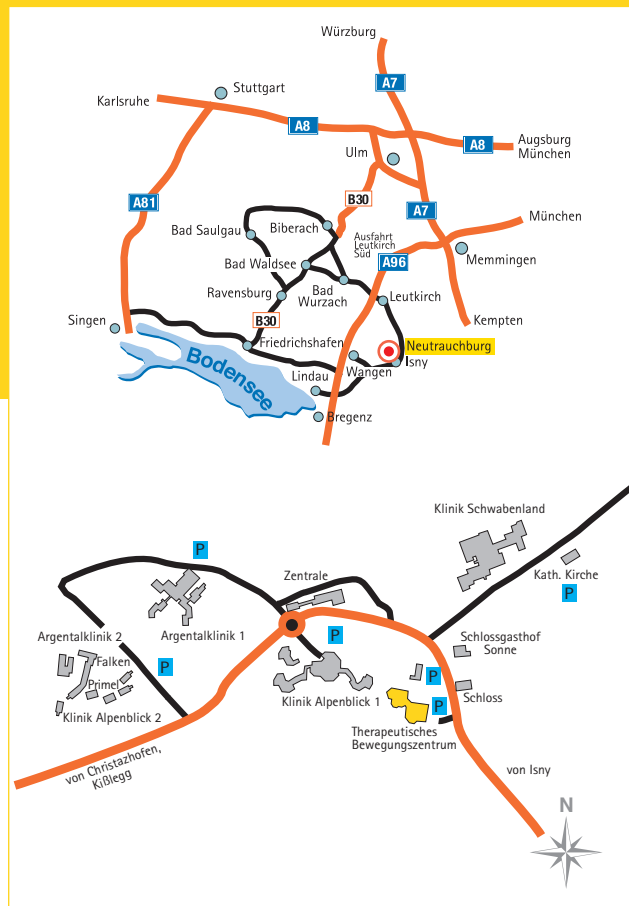 Würzburg
A7
Stuttgart
Karlsruhe
A8
A8
Augsburg
München
Ulm
B30
A81
A7
München
Biberach
Bad Saulgau
Ausfahrt
Leutkirch
Süd
Memmingen
Bad Waldsee
A96
Bad
Wurzach
Ravensburg
Leutkirch
Singen
B30
Kempten
Friedrichshafen
Neutrauchburg
Bodensee
Isny
Wangen
Lindau
Bregenz
Klinik Schwabenland
P
Zentrale
Kath. Kirche
P
Argentalklinik 2
Argentalklinik 1
P
Schlossgasthof
Sonne
Falken
P
P
Primel
Klinik Alpenblick 1
Schloss
P
Klinik Alpenblick 2
Therapeutisches
Bewegungszentrum
von Christazhofen,
Kißlegg
von Isny
N